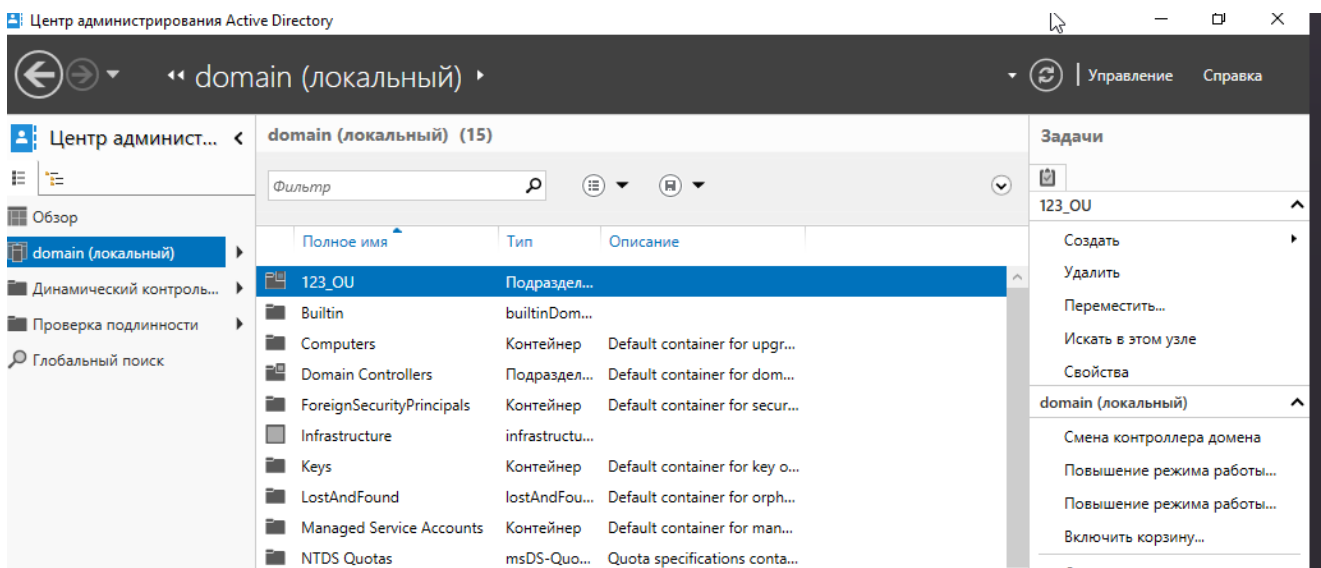 Центр администрирования Active Directory
domain (локальный)
Управление Справка
Центр админист...
Обзор
domain (локальный)
Динамический контроль...
Проверка подлинности
Глобальный поиск
domain (локальный) (15)
Фильтр
Полное имя Тип Описание
123_OU Подраздел...
Builtin builtinDom...
Computers Контейнер Default container for upgr...
Domain Controllers Подраздел... Default container for dom...
ForeignSecurityPrincipals Контейнер Default container for secur...
Infrastructure infrastructu...
Keys Контейнер Default container for key o...
LostAndFound lostAndFou... Default container for orph...
Managed Service Accounts Контейнер Default container for man...
NTDS Quotas msDS-Quo... Quota specifications conta...
Задачи
123_OU
Создать
Удалить
Переместить...
Искать в этом узле
Свойства
domain (локальный)
Смена контроллера домена
Повышение режима работы...
Повышение режима работы...
Включить корзину...